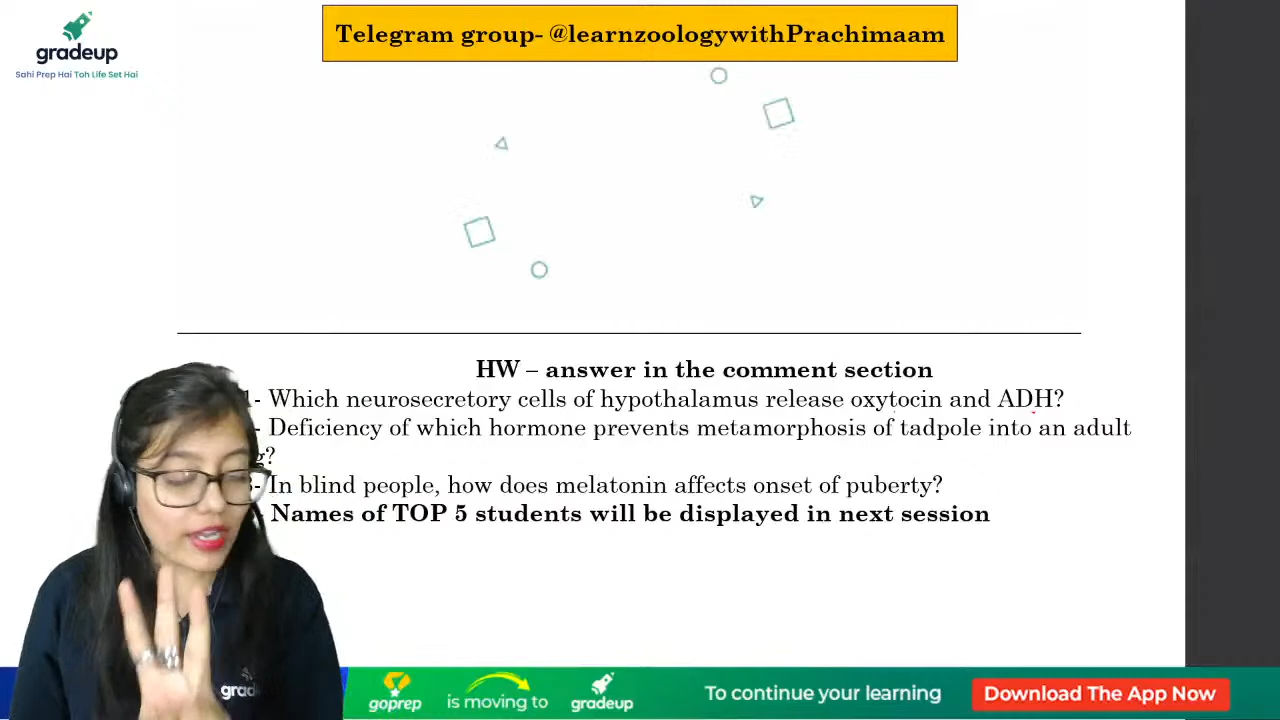 Telegram group- @learnzoologywithPrachimaam
gradeup
Sahi Prep Hai Toh Life Set Hai
HW – answer in the comment section
1- Which neurosecretory cells of hypothalamus release oxytocin and ADH?
- Deficiency of which hormone prevents metamorphosis of tadpole into an adult
g?
3- In blind people, how does melatonin affects onset of puberty?
Names of TOP 5 students will be displayed in next session
grad
goprep
is moving to
gradeup
To continue your learning
Download The App Now